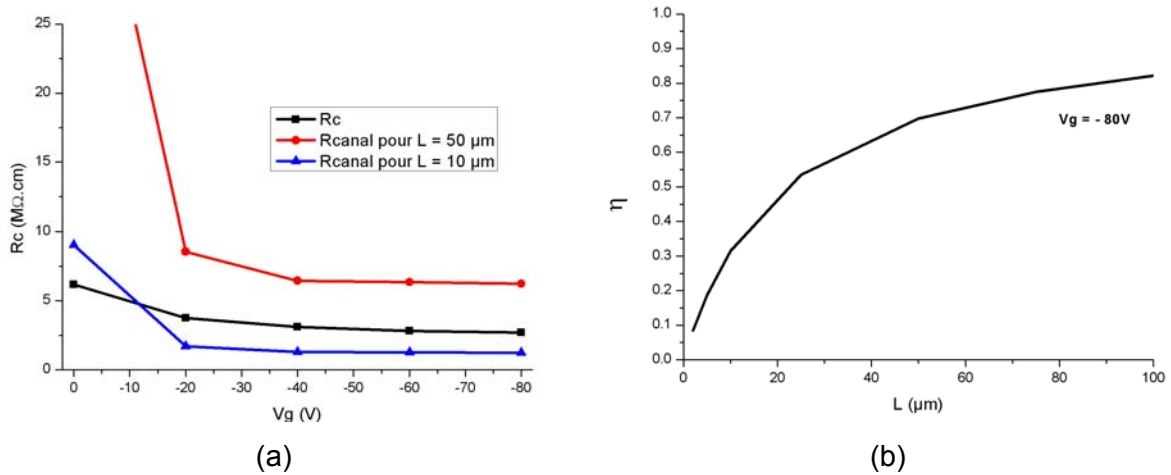 25
20
15
10
5
0
Rc (MΩ.cm)
0 -10 -20 -30 -40 -50 -60 -70 -80
Vg (V)
Rc
Rcanal pour L = 50 µm
Rcanal pour L = 10 µm
(a)
1.0
0.9
0.8
0.7
0.6
0.5
0.4
0.3
0.2
0.1
0.0
η
0 20 40 60 80 100
L (µm)
Vg = - 80V
(b)